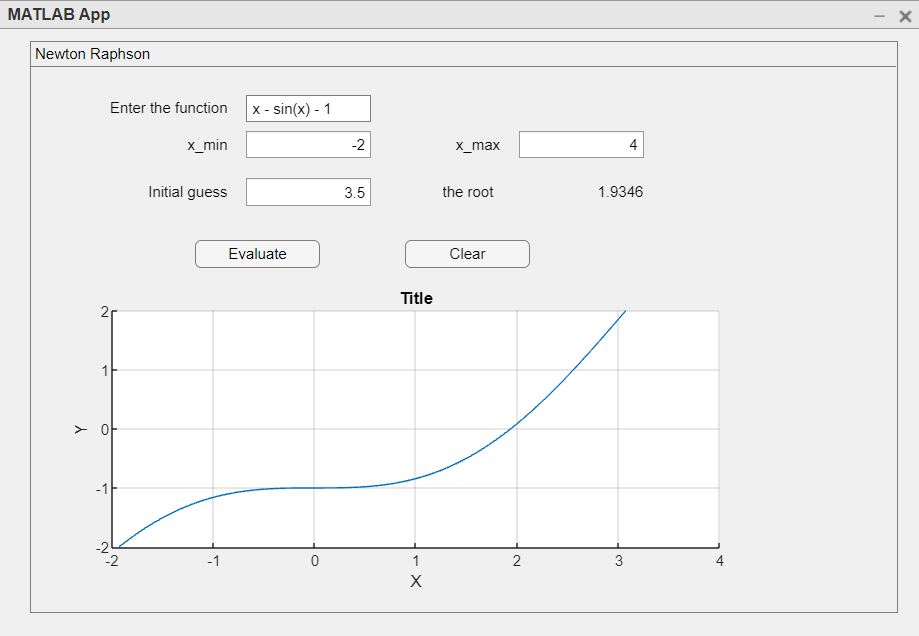 MATLAB App
Newton Raphson
Enter the function x - sin(x) - 1
x_min -2 x_max 4
Initial guess 3.5 the root 1.9346
Evaluate Clear
Title
2
1
0
-1
-2
Y
-2 -1 0 1 2 3 4
X